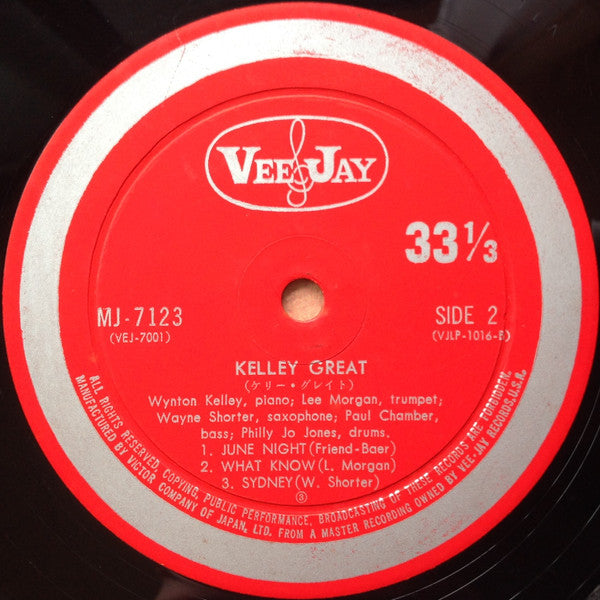 VEE JAY
33 1/3
MJ-7123
(VEJ-7001)
SIDE 2
(VJLP-1016-B)
KELLEY GREAT
(ケリー・グレイト)
Wynton Kelley, piano; Lee Morgan, trumpet;
Wayne Shorter, saxophone; Paul Chamber,
bass; Philly Jo Jones, drums.
1. JUNE NIGHT (Friend-Baer)
2. WHAT KNOW (L. Morgan)
3. SYDNEY (W. Shorter)
③
ALL RIGHTS RESERVED, COPYING, PUBLIC PERFORMANCE, BROADCASTING OF THESE RECORDS ARE FORBIDDEN.
MANUFACTURED BY VICTOR COMPANY OF JAPAN, LTD. FROM A MASTER RECORDING OWNED BY VEE-JAY RECORDS, U.S.A.